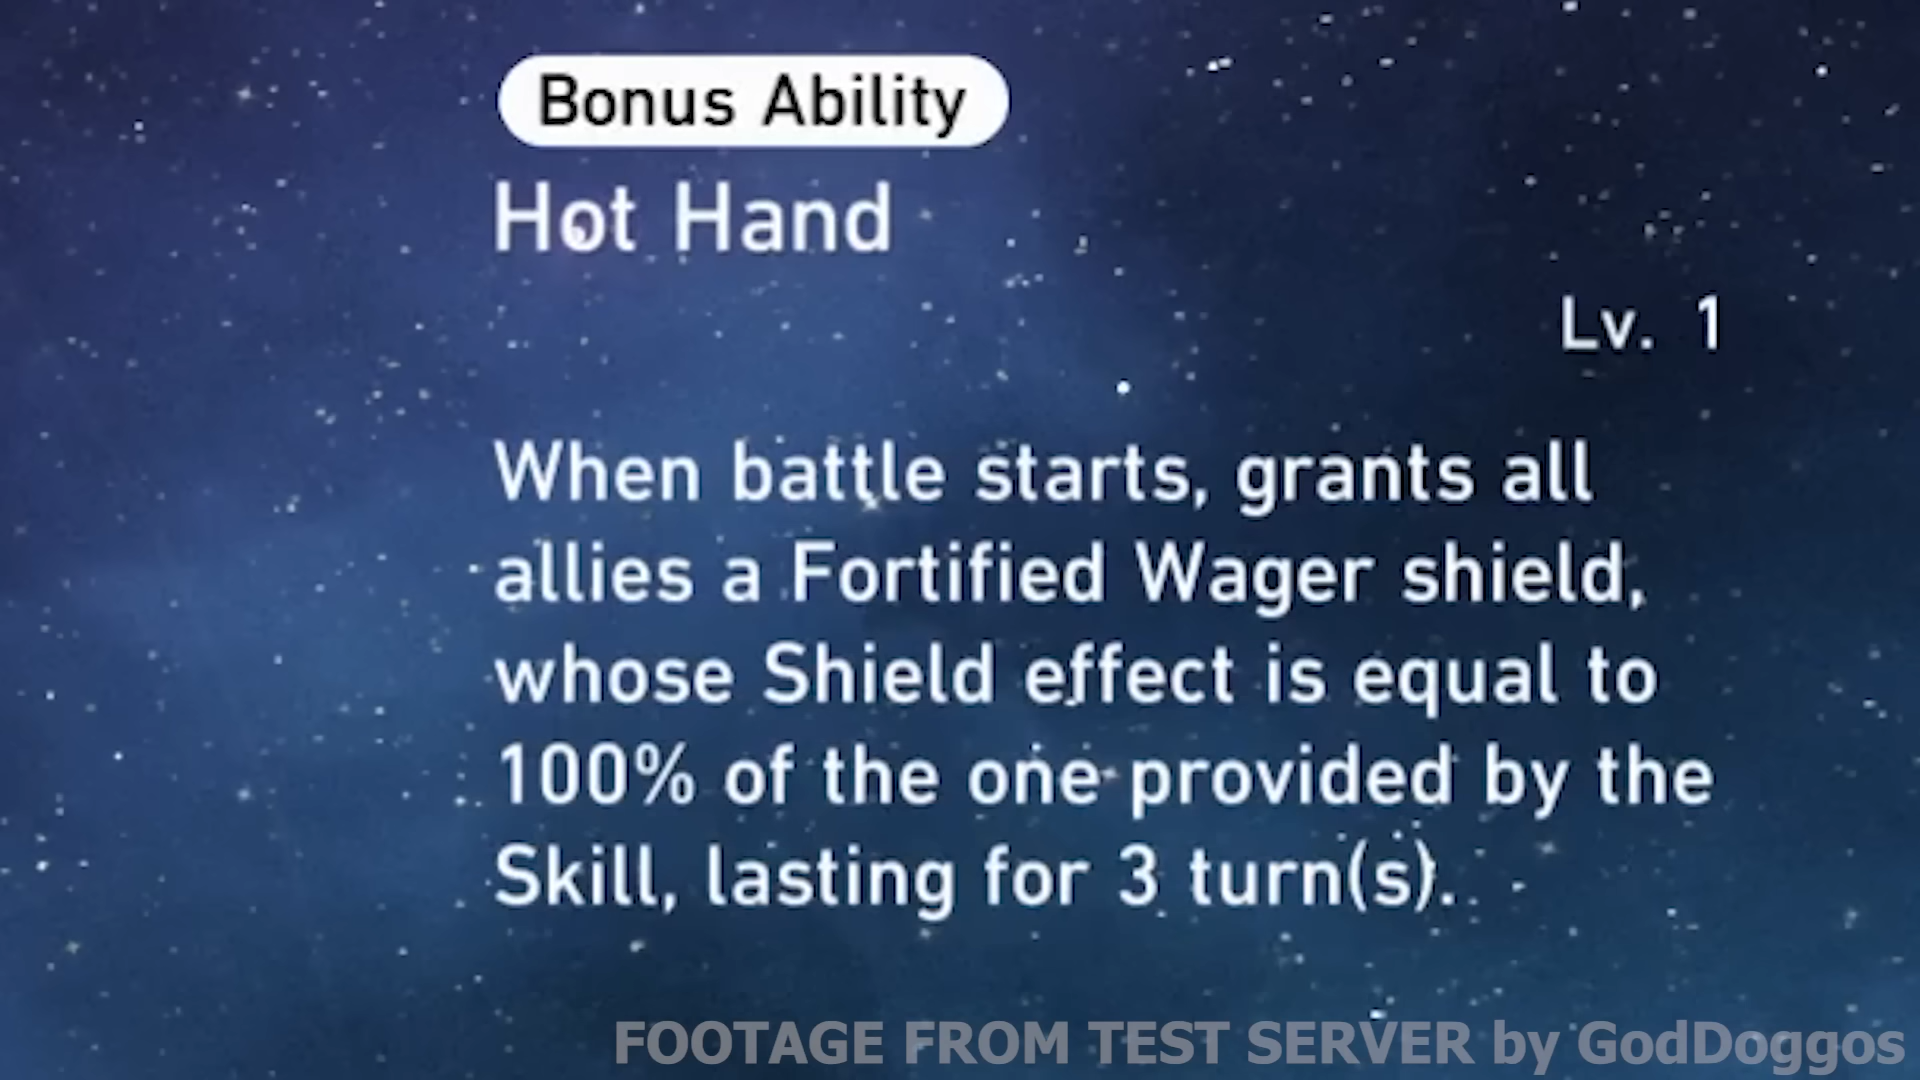 Bonus Ability
Hot Hand
Lv. 1
When battle starts, grants all
allies a Fortified Wager shield,
whose Shield effect is equal to
100% of the one provided by the
Skill, lasting for 3 turn(s).
FOOTAGE FROM TEST SERVER by GodDoggos